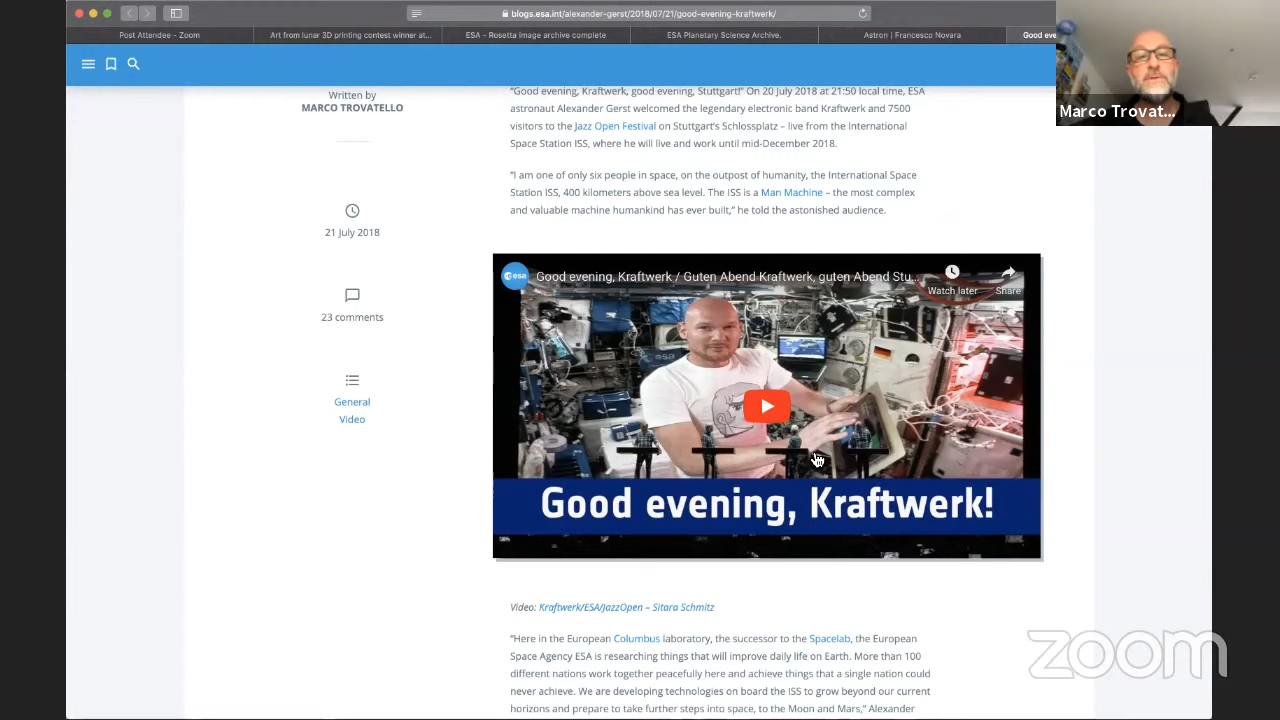 blogs.esa.int/alexander-gerst/2018/07/21/good-evening-kraftwerk/
Post Attendee - Zoom
Art from lunar 3D printing contest winner at...
ESA - Rosetta image archive complete
ESA Planetary Science Archive.
Astron | Francesco Novara
Good eve
Marco Trovat...
Written by
MARCO TROVATELLO
21 July 2018
23 comments
General
Video
“Good evening, Kraftwerk, good evening, Stuttgart!” On 20 July 2018 at 21:50 local time, ESA
astronaut Alexander Gerst welcomed the legendary electronic band Kraftwerk and 7500
visitors to the Jazz Open Festival on Stuttgart’s Schlossplatz – live from the International
Space Station ISS, where he will live and work until mid-December 2018.
“I am one of only six people in space, on the outpost of humanity, the International Space
Station ISS, 400 kilometers above sea level. The ISS is a Man Machine – the most complex
and valuable machine humankind has ever built,” he told the astonished audience.
esa
Good evening, Kraftwerk / Guten Abend Kraftwerk, guten Abend Stu...
Watch later
Share
Good evening, Kraftwerk!
Video: Kraftwerk/ESA/JazzOpen – Sitara Schmitz
“Here in the European Columbus laboratory, the successor to the Spacelab, the European
Space Agency ESA is researching things that will improve daily life on Earth. More than 100
different nations work together peacefully here and achieve things that a single nation could
never achieve. We are developing technologies on board the ISS to grow beyond our current
horizons and prepare to take further steps into space, to the Moon and Mars,” Alexander
zoom